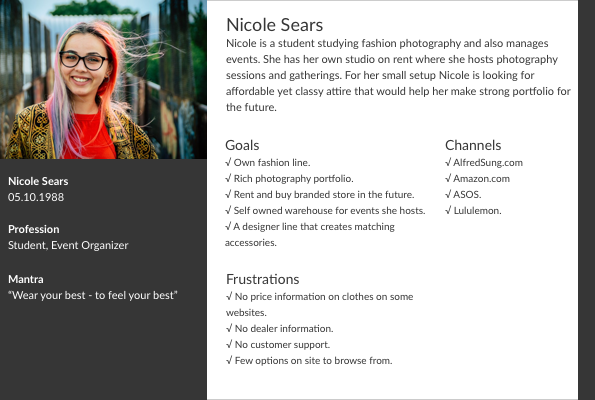 Nicole Sears
Nicole is a student studying fashion photography and also manages
events. She has her own studio on rent where she hosts photography
sessions and gatherings. For her small setup Nicole is looking for
affordable yet classy attire that would help her make strong portfolio for
the future.
Nicole Sears
05.10.1988
Profession
Student, Event Organizer
Mantra
“Wear your best - to feel your best”
Goals
√ Own fashion line.
√ Rich photography portfolio.
√ Rent and buy branded store in the future.
√ Self owned warehouse for events she hosts.
√ A designer line that creates matching
accessories.
Channels
√ AlfredSung.com
√ Amazon.com
√ ASOS.
√ Lululemon.
Frustrations
√ No price information on clothes on some
websites.
√ No dealer information.
√ No customer support.
√ Few options on site to browse from.